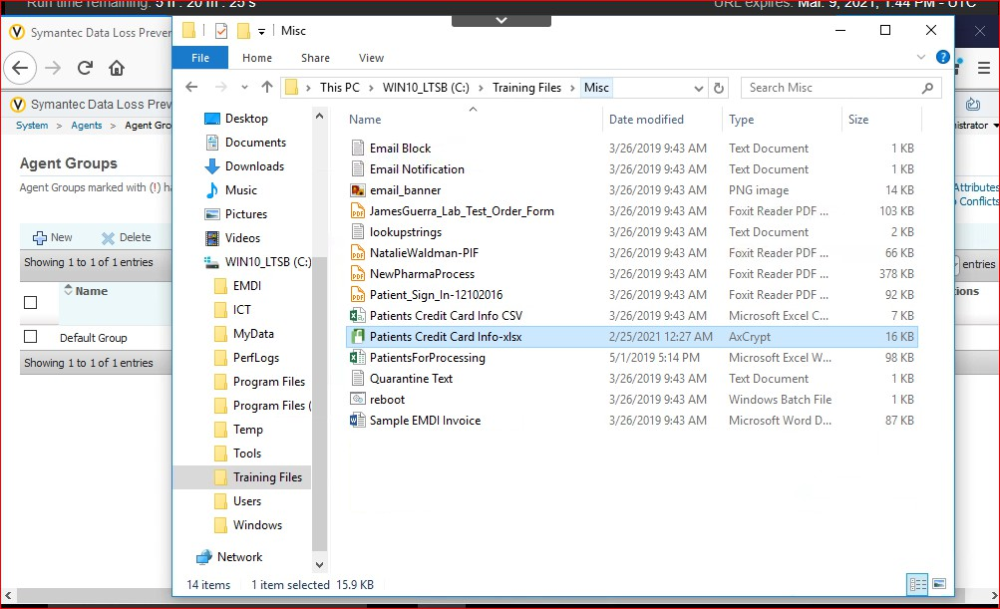 Run time remaining: 5 h : 20 m : 25 s
URL expires: Mar. 9, 2021, 1:44 PM - UTC
Symantec Data Loss Preven
Misc
File Home Share View
This PC > WIN10_LTSB (C:) > Training Files > Misc
Search Misc
Symantec Data Loss Prev
System > Agents > Agent Gro
nistrator
Agent Groups
Agent Groups marked with (!) ha
Attributes
Conflicts
New Delete
Showing 1 to 1 of 1 entries
entries
Name
ions
Default Group
Showing 1 to 1 of 1 entries
Desktop
Documents
Downloads
Music
Pictures
Videos
WIN10_LTSB (C:)
EMDI
ICT
MyData
PerfLogs
Program Files
Program Files (
Temp
Tools
Training Files
Users
Windows
Network
Name Date modified Type Size
Email Block 3/26/2019 9:43 AM Text Document 1 KB
Email Notification 3/26/2019 9:43 AM Text Document 1 KB
email_banner 3/26/2019 9:43 AM PNG image 14 KB
JamesGuerra_Lab_Test_Order_Form 3/26/2019 9:43 AM Foxit Reader PDF ... 103 KB
lookupstrings 3/26/2019 9:43 AM Text Document 2 KB
NatalieWaldman-PIF 3/26/2019 9:43 AM Foxit Reader PDF ... 66 KB
NewPharmaProcess 3/26/2019 9:43 AM Foxit Reader PDF ... 378 KB
Patient_Sign_In-12102016 3/26/2019 9:43 AM Foxit Reader PDF ... 92 KB
Patients Credit Card Info CSV 3/26/2019 9:43 AM Microsoft Excel C... 7 KB
Patients Credit Card Info-xlsx 2/25/2021 12:27 AM AxCrypt 16 KB
PatientsForProcessing 5/1/2019 5:14 PM Microsoft Excel W... 98 KB
Quarantine Text 3/26/2019 9:43 AM Text Document 1 KB
reboot 3/26/2019 9:43 AM Windows Batch File 1 KB
Sample EMDI Invoice 3/26/2019 9:43 AM Microsoft Word D... 87 KB
14 items 1 item selected 15.9 KB